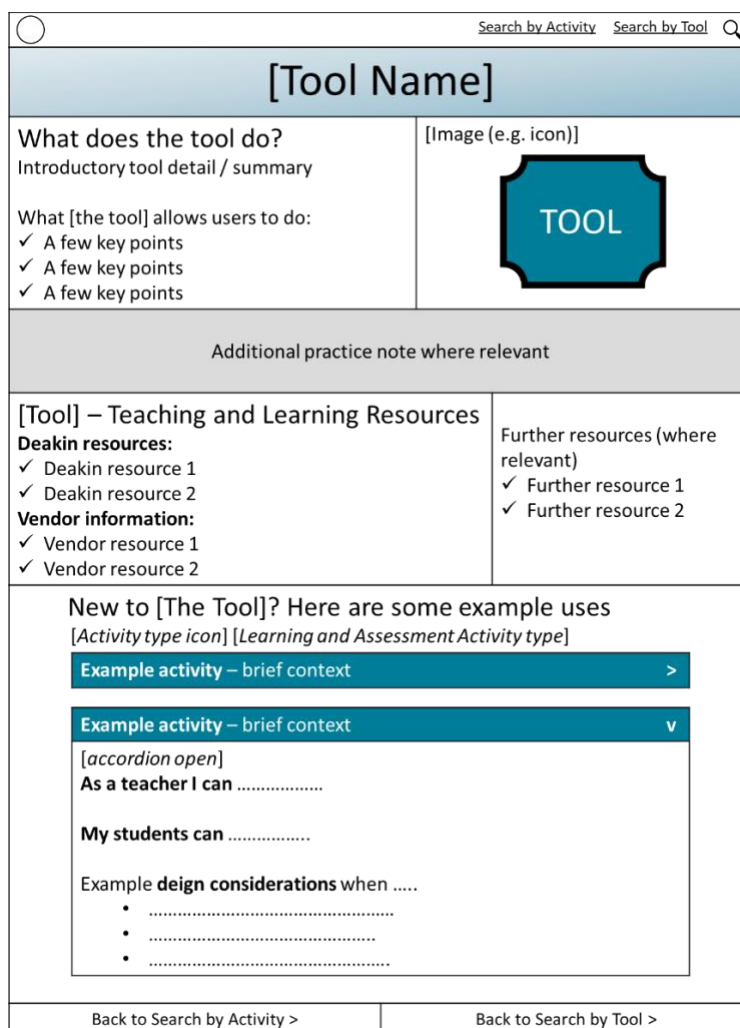 Search by Activity Search by Tool
[Tool Name]
What does the tool do?
Introductory tool detail / summary
What [the tool] allows users to do:
✓ A few key points
✓ A few key points
✓ A few key points
[Image (e.g. icon)]
TOOL
Additional practice note where relevant
[Tool] – Teaching and Learning Resources
Deakin resources:
✓ Deakin resource 1
✓ Deakin resource 2
Vendor information:
✓ Vendor resource 1
✓ Vendor resource 2
Further resources (where
relevant)
✓ Further resource 1
✓ Further resource 2
New to [The Tool]? Here are some example uses
[Activity type icon] [Learning and Assessment Activity type]
Example activity – brief context >
Example activity – brief context v
[accordion open]
As a teacher I can ..................
My students can ................
Example deign considerations when .....
• .....................................................
• .................................................
• ....................................................
Back to Search by Activity >
Back to Search by Tool >